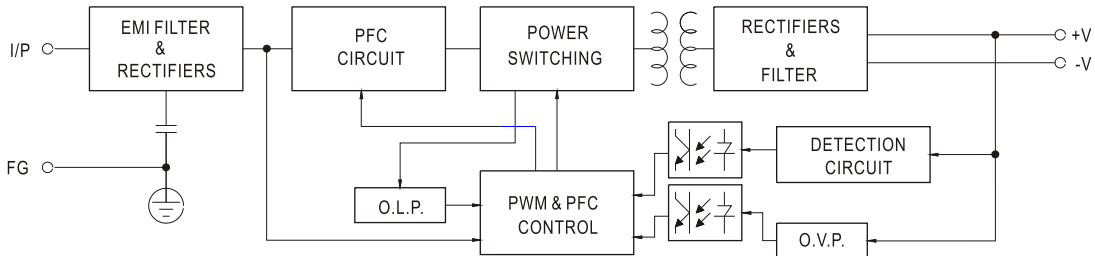 I/P
EMI FILTER
&
RECTIFIERS
PFC
CIRCUIT
POWER
SWITCHING
RECTIFIERS
&
FILTER
+V
-V
FG
O.L.P.
PWM & PFC
CONTROL
DETECTION
CIRCUIT
O.V.P.